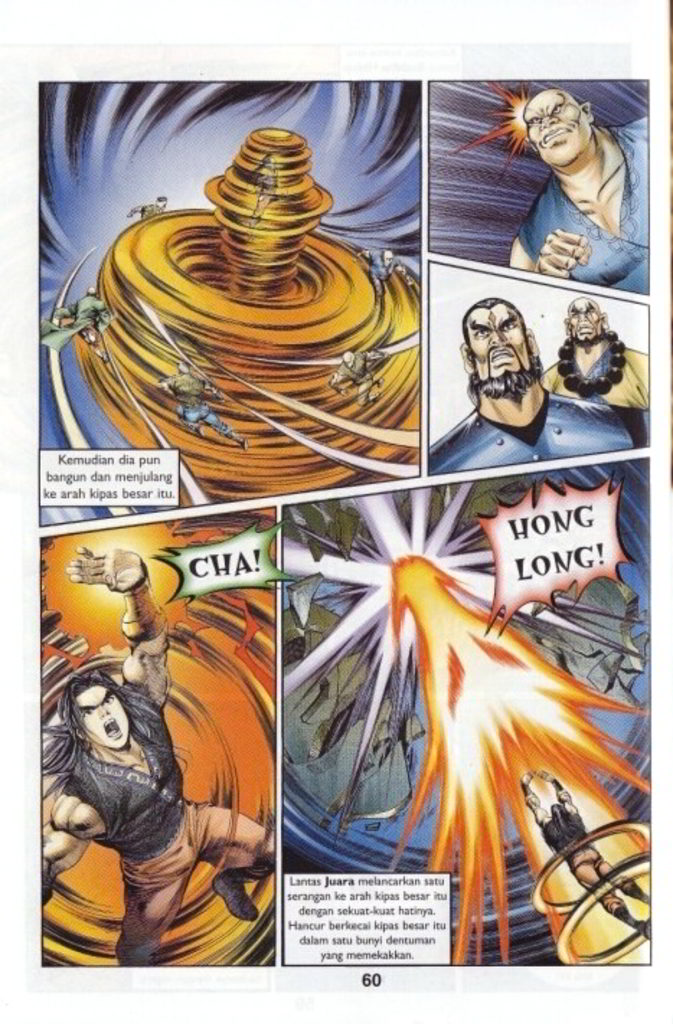 Kemudian dia pun
bangun dan menjulang
ke arah kipas besar itu.
CHA!
HONG
LONG!
Lantas Juara melancarkan satu
serangan ke arah kipas besar itu
dengan sekuat-kuat hatinya.
Hancur berkecai kipas besar itu
dalam satu bunyi dentuman
yang memekakkan.
60